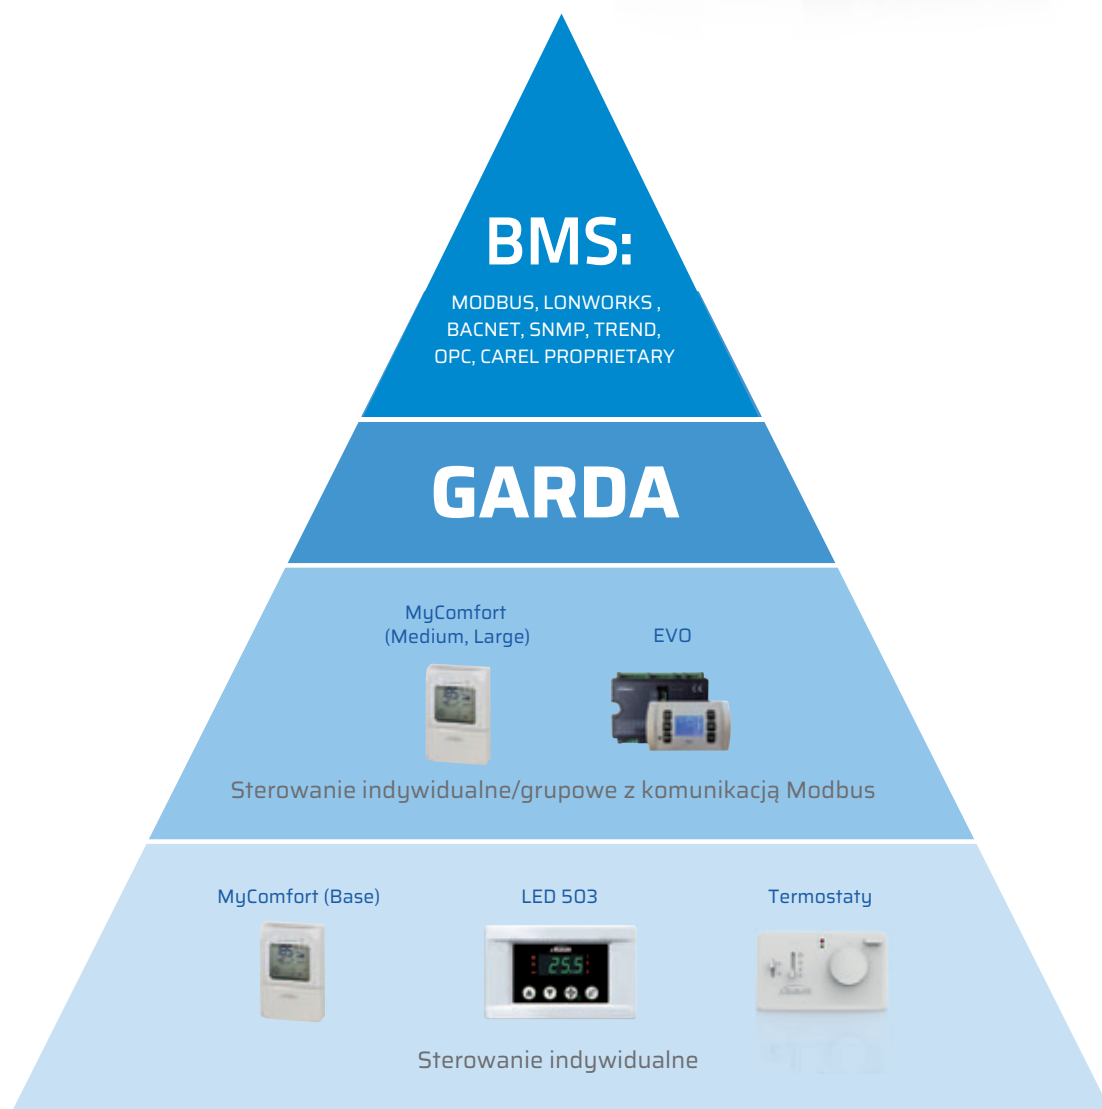 BMS:
MODBUS, LONWORKS ,
BACNET, SNMP, TREND,
OPC, CAREL PROPRIETARY
GARDA
MyComfort
(Medium, Large)
EVO
Sterowanie indywidualne/grupowe z komunikacją Modbus
MyComfort (Base)
LED 503
Termostaty
25.5
Sterowanie indywidualne